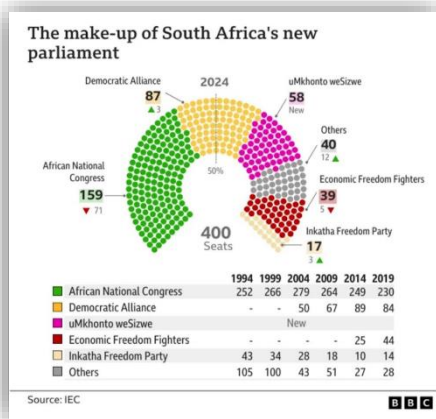 The make-up of South Africa's new
parliament
2024
Democratic Alliance
87
▲ 3
uMkhonto weSizwe
58
New
Others
40
12 ▲
African National
Congress
159
▼ 71
50%
Economic Freedom Fighters
39
5 ▼
400
Seats
Inkatha Freedom Party
17
3 ▲
1994 1999 2004 2009 2014 2019
African National Congress 252 266 279 264 249 230
Democratic Alliance - - 50 67 89 84
uMkhonto weSizwe New
Economic Freedom Fighters - - - - 25 44
Inkatha Freedom Party 43 34 28 18 10 14
Others 105 100 43 51 27 28
Source: IEC
BBC